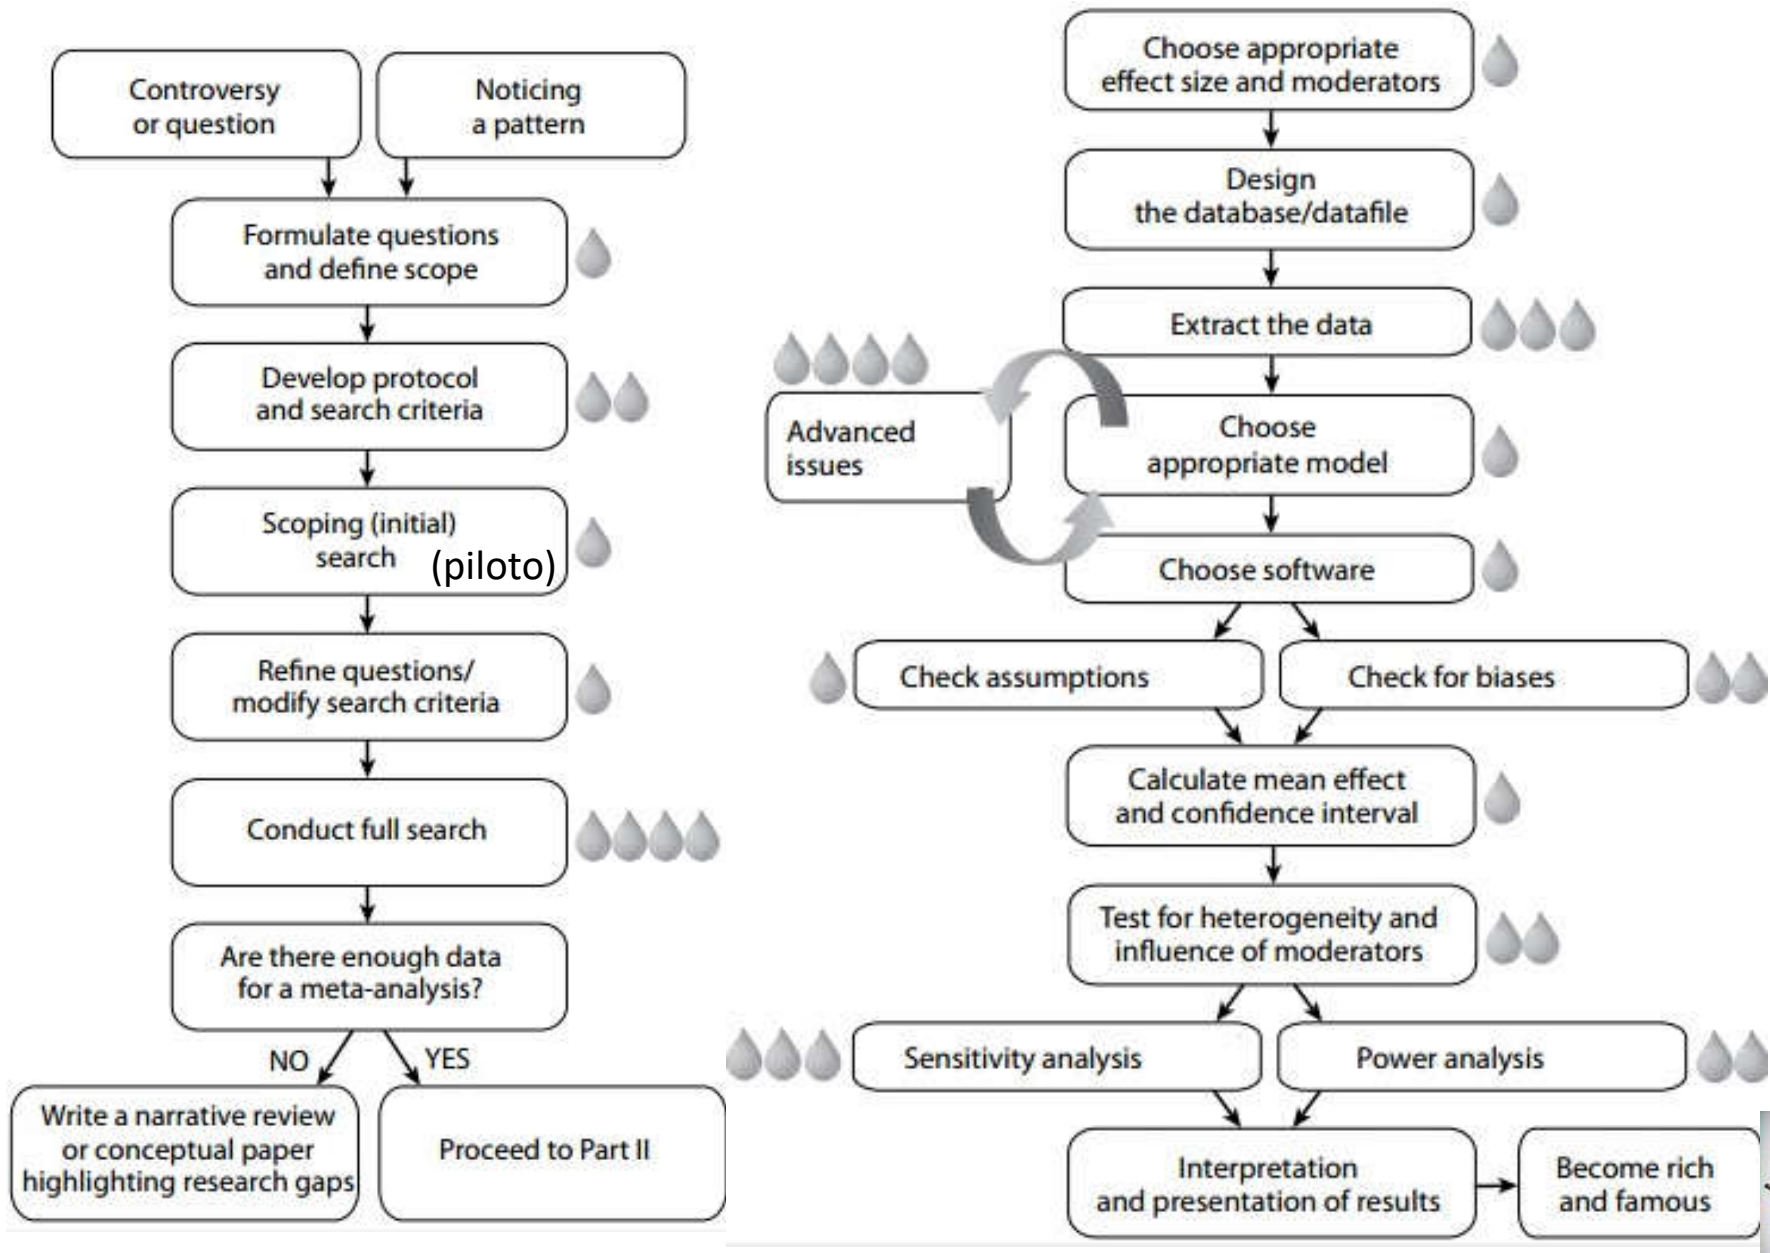 Controversy
or question
Noticing
a pattern
Formulate questions
and define scope
Develop protocol
and search criteria
Scoping (initial)
search
(piloto)
Refine questions/
modify search criteria
Conduct full search
Are there enough data
for a meta-analysis?
NO
YES
Write a narrative review
or conceptual paper
highlighting research gaps
Proceed to Part II
Choose appropriate
effect size and moderators
Design
the database/datafile
Extract the data
Advanced
issues
Choose
appropriate model
Choose software
Check assumptions
Check for biases
Calculate mean effect
and confidence interval
Test for heterogeneity and
influence of moderators
Sensitivity analysis
Power analysis
Interpretation
and presentation of results
Become rich
and famous